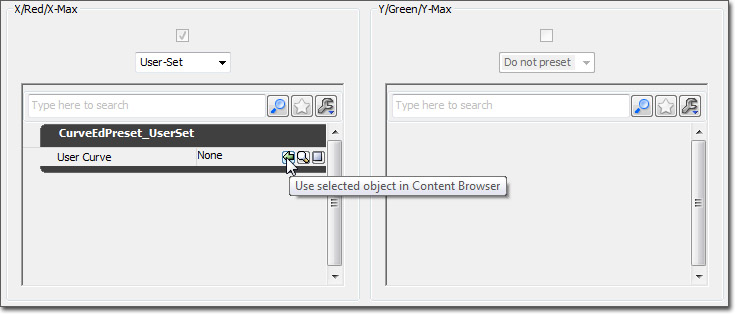 X/Red/X-Max
User-Set
Type here to search
CurveEdPreset_UserSet
User Curve None
Use selected object in Content Browser
Y/Green/Y-Max
Do not preset
Type here to search